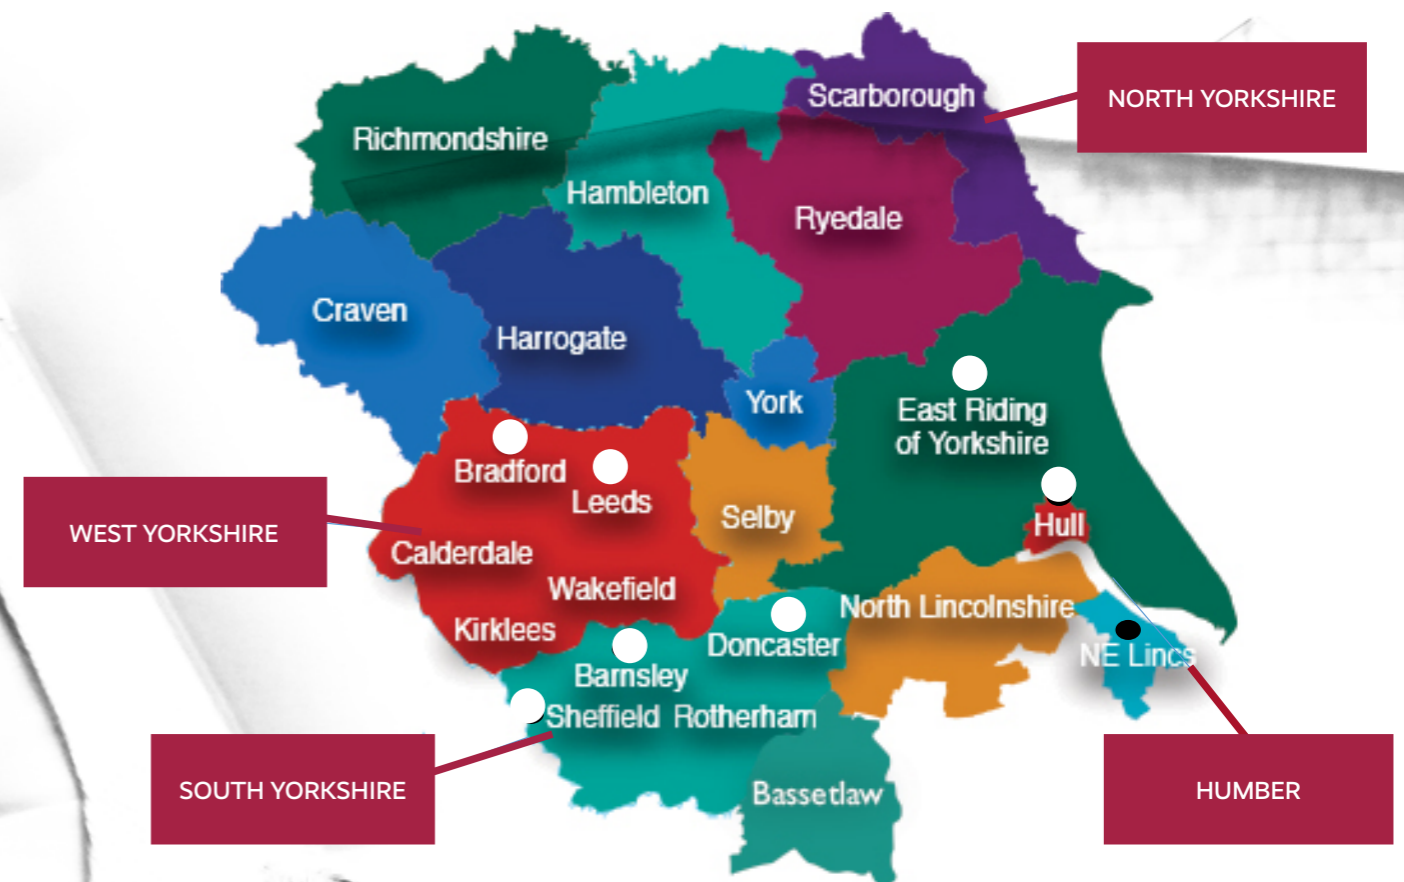 Scarborough
NORTH YORKSHIRE
Richmondshire
Hambleton
Ryedale
Craven
Harrogate
York
East Riding
of Yorkshire
Bradford
Leeds
Selby
Hull
WEST YORKSHIRE
Calderdale
Wakefield
North Lincolnshire
Kirklees
Doncaster
NE Lincs
Barnsley
Sheffield Rotherham
SOUTH YORKSHIRE
Bassetlaw
HUMBER